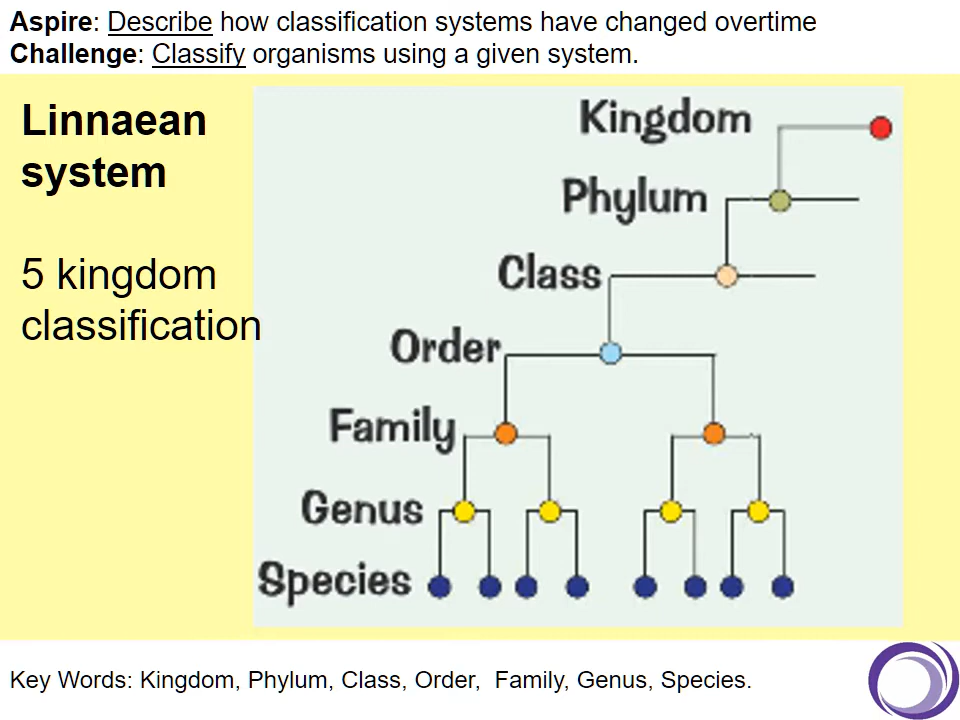 Aspire: Describe how classification systems have changed overtime
Challenge: Classify organisms using a given system.
Linnaean
system
5 kingdom
classification
Kingdom
Phylum
Class
Order
Family
Genus
Species
Key Words: Kingdom, Phylum, Class, Order,  Family, Genus, Species.